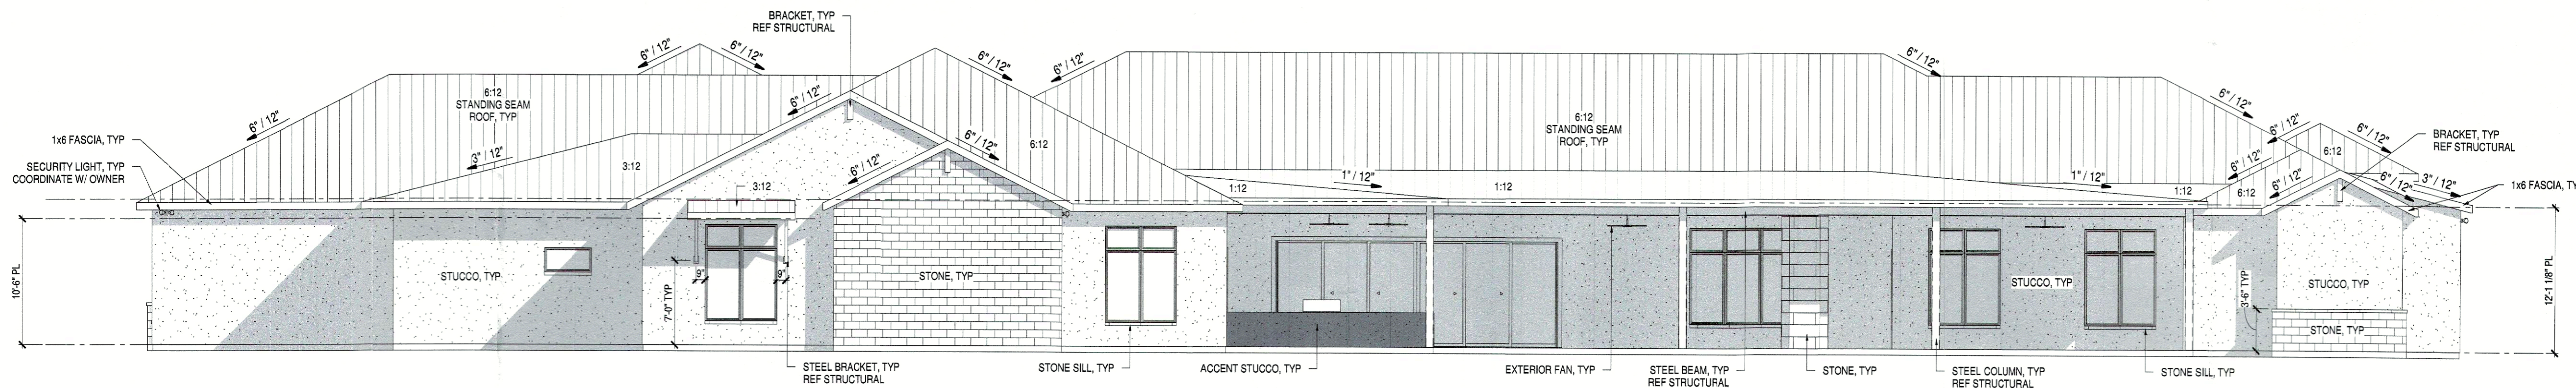 BRACKET, TYP
REF STRUCTURAL
6" / 12"
6" / 12"
6" / 12"
6" / 12"
6" / 12"
6:12
STANDING SEAM
ROOF, TYP
6" / 12"
6" / 12"
6:12
STANDING SEAM
ROOF, TYP
6" / 12"
6" / 12"
6" / 12"
6" / 12"
BRACKET, TYP
REF STRUCTURAL
1x6 FASCIA, TYP
SECURITY LIGHT, TYP
COORDINATE W/ OWNER
3" / 12"
3:12
6" / 12"
6" / 12"
6:12
3:12
1:12
1" / 12"
1:12
1" / 12"
1:12
6:12
6" / 12"
6:12
6" / 12"
6" / 12"
3" / 12"
1x6 FASCIA, TY
10'-6" PL
STUCCO, TYP
9"
9"
7'-0" TYP
STONE, TYP
STUCCO, TYP
3'-6" TYP
STUCCO, TYP
STONE, TYP
12'-1 1/8" PL
STEEL BRACKET, TYP
REF STRUCTURAL
STONE SILL, TYP
ACCENT STUCCO, TYP
EXTERIOR FAN, TYP
STEEL BEAM, TYP
REF STRUCTURAL
STONE, TYP
STEEL COLUMN, TYP
REF STRUCTURAL
STONE SILL, TYP